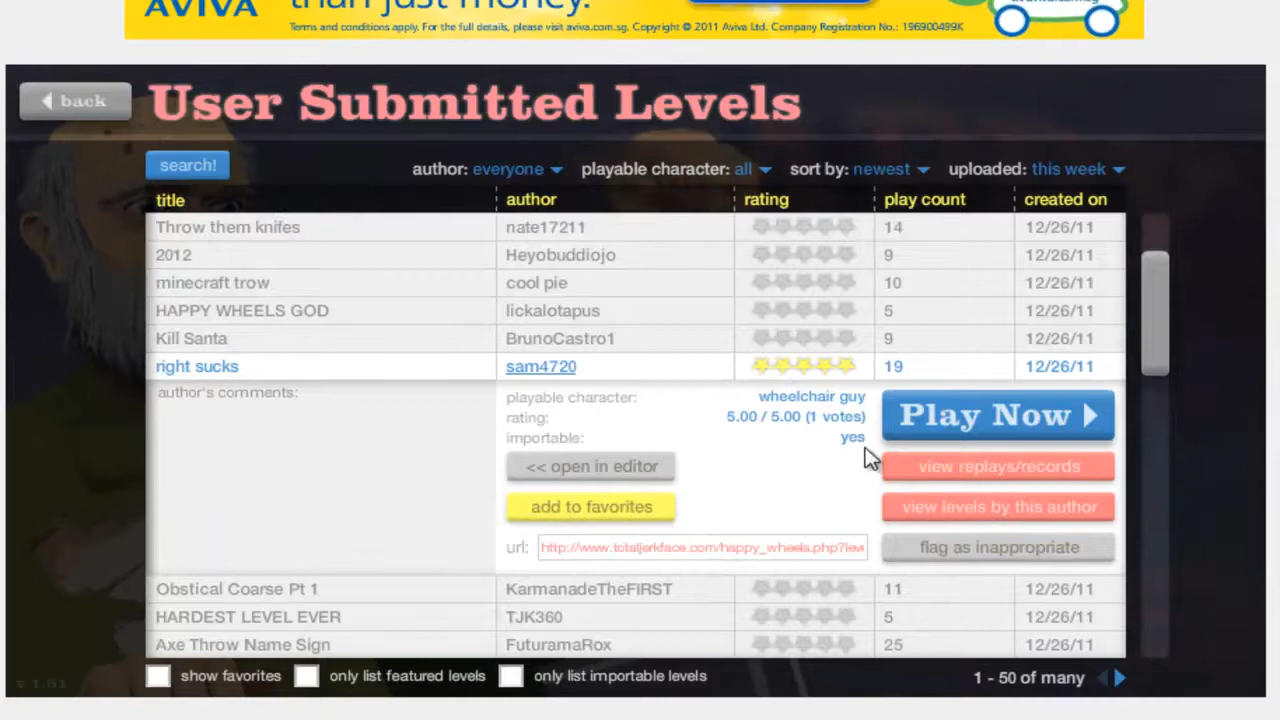 AVIVA than just money.
Terms and conditions apply. For the full details, please visit aviva.com.sg. Copyright © 2011 Aviva Ltd. Company Registration No.: 196900499K
back
User Submitted Levels
search! author: everyone playable character: all sort by: newest uploaded: this week
title author rating play count created on
Throw them knifes nate17211 14 12/26/11
2012 Heyobuddiojo 9 12/26/11
minecraft trow cool pie 10 12/26/11
HAPPY WHEELS GOD lickalotapus 5 12/26/11
Kill Santa BrunoCastro1 9 12/26/11
right sucks sam4720 19 12/26/11
author's comments: playable character: wheelchair guy Play Now
rating: 5.00 / 5.00 (1 votes)
importable: yes
<< open in editor view replays/records
add to favorites view levels by this author
url: http://www.totaljerkface.com/happy_wheels.php?lev flag as inappropriate
Obstical Coarse Pt 1 KarmanadeTheFIRST 11 12/26/11
HARDEST LEVEL EVER TJK360 5 12/26/11
Axe Throw Name Sign FuturamaRox 25 12/26/11
show favorites only list featured levels only list importable levels 1 - 50 of many
v 1.51